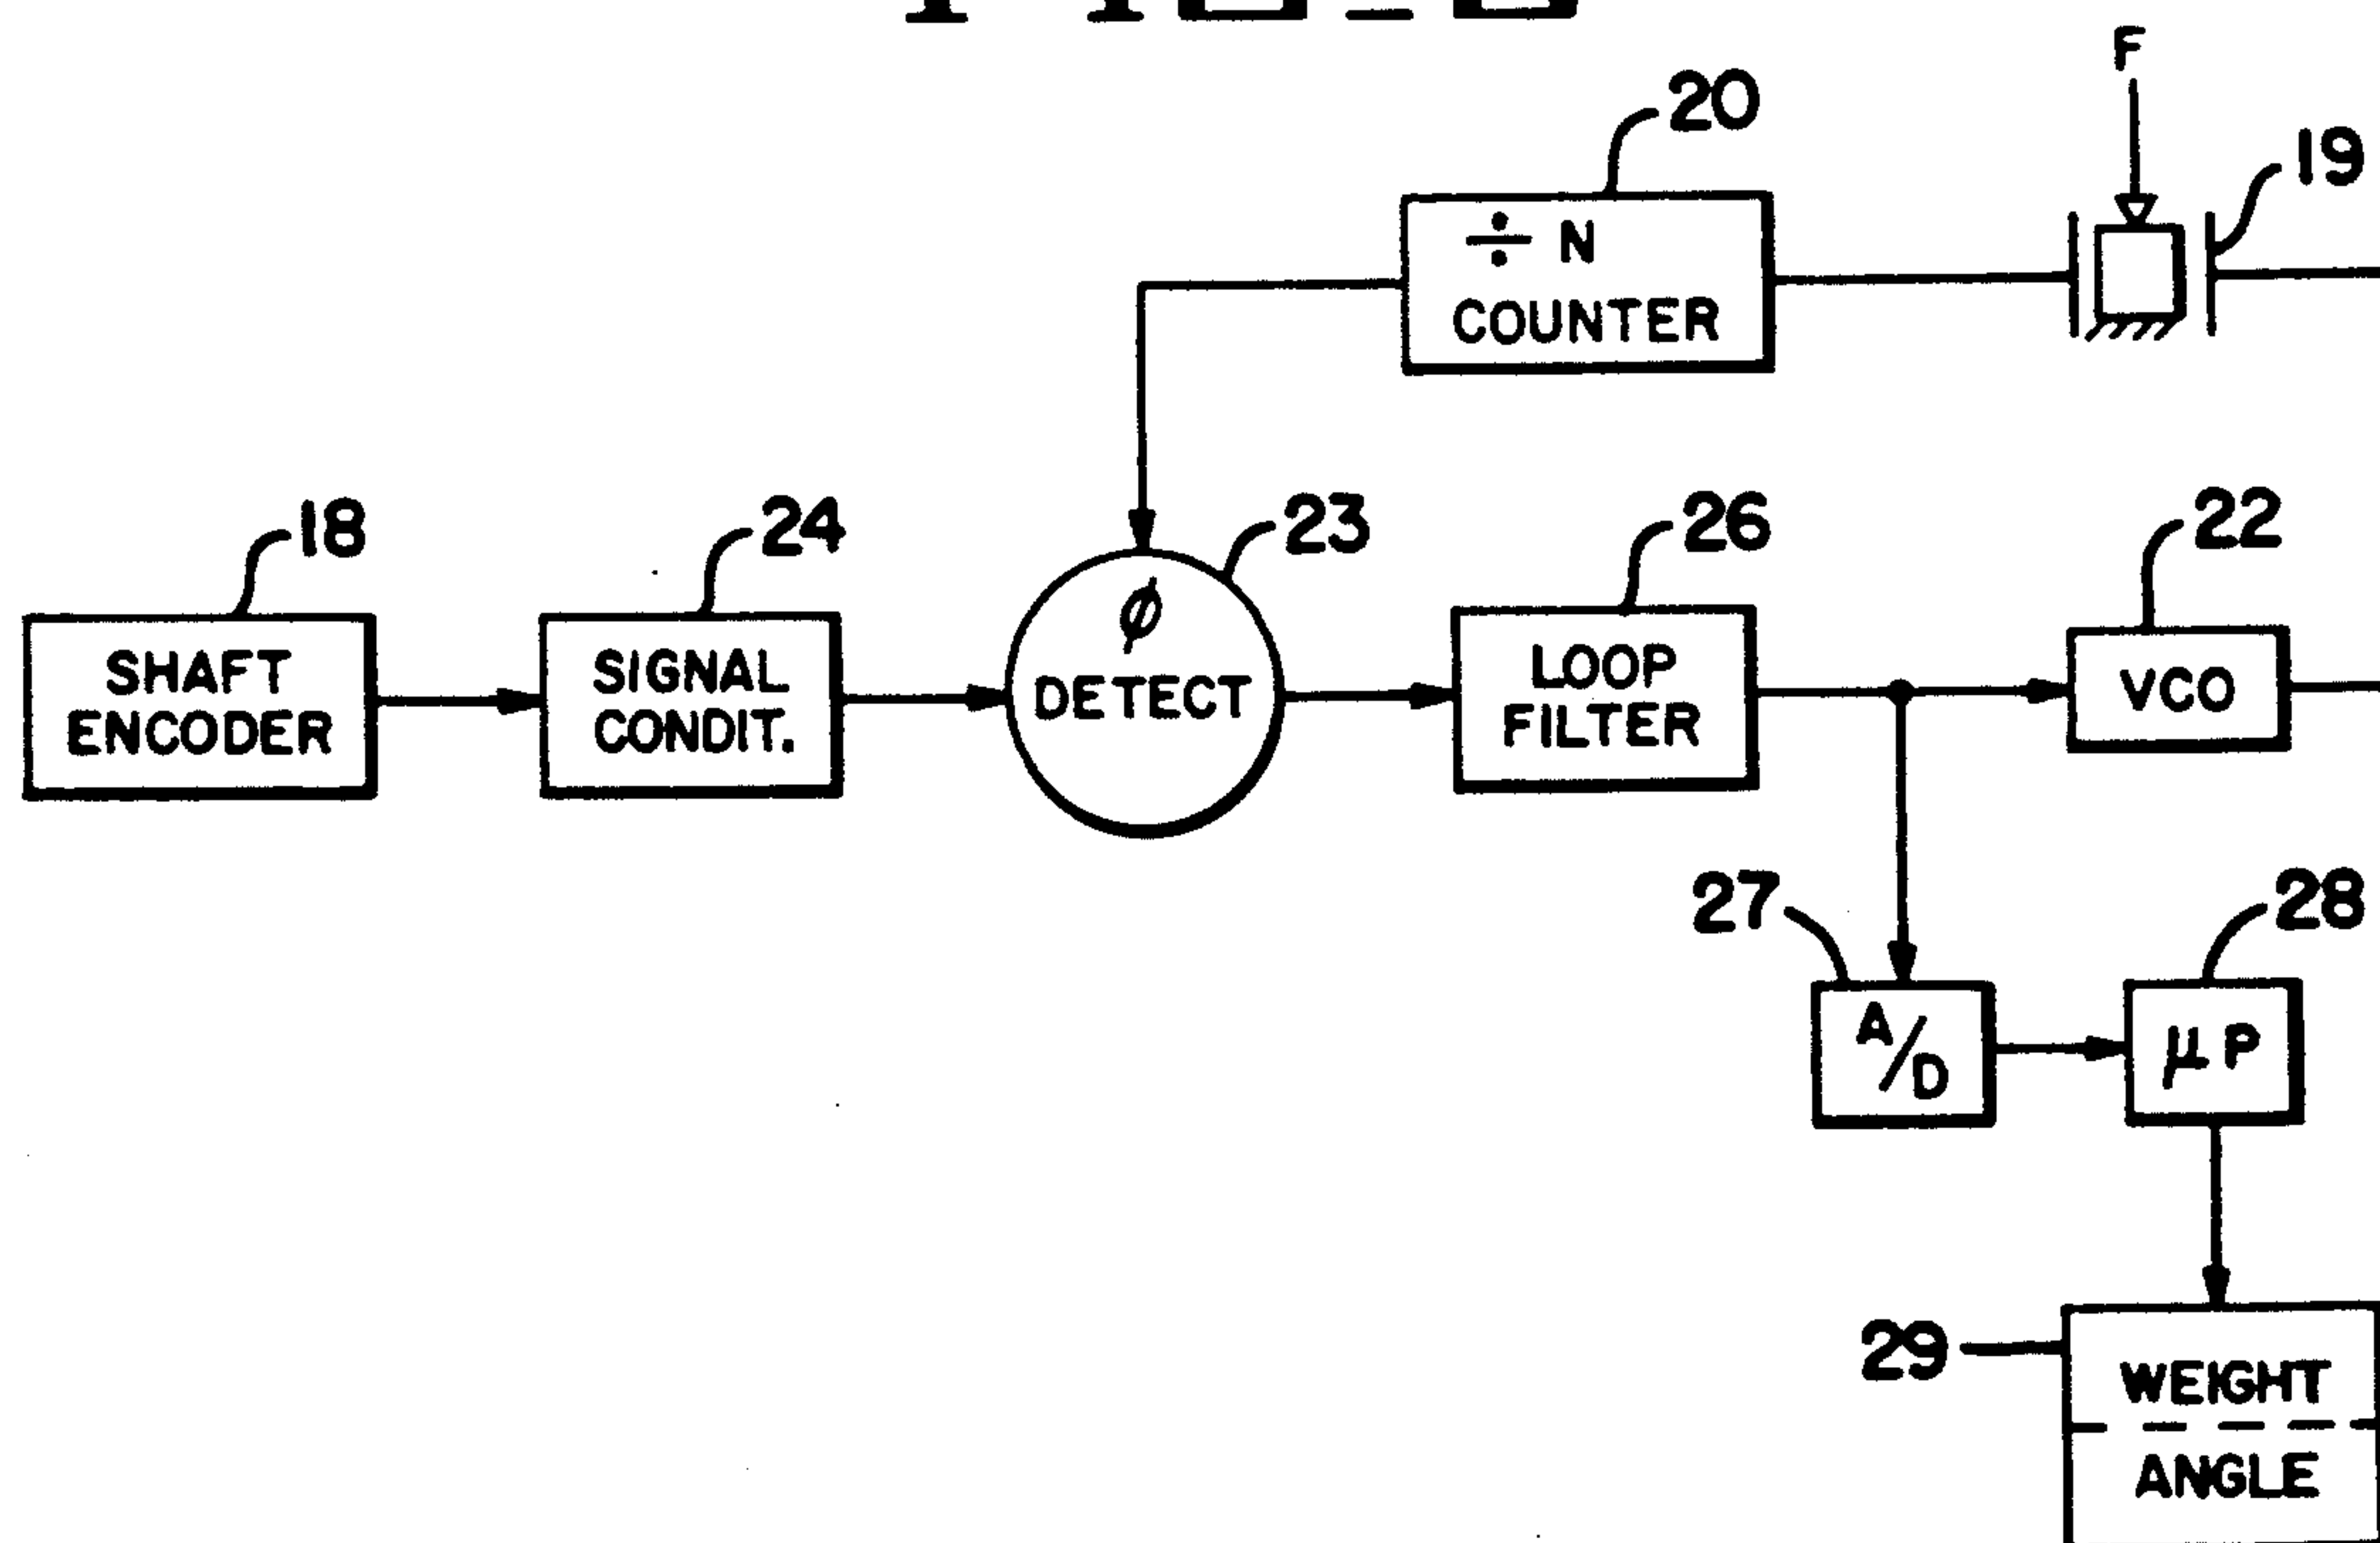 F
20
19
÷ N
COUNTER
18
24
23
26
22
SHAFT
ENCODER
SIGNAL
CONDIT.
ϕ
DETECT
LOOP
FILTER
VCO
27
28
A/D
μP
29
WEIGHT
ANGLE